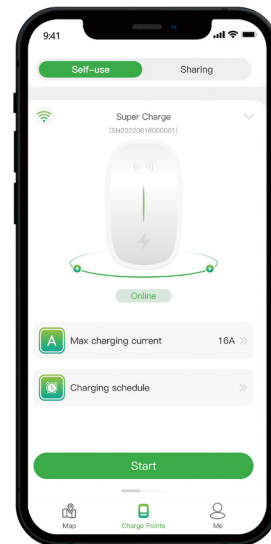 9:41
Self-use Sharing
Super Charge
(SN20220816000001)
Online
A Max charging current 16A
Charging schedule
Start
Map Charge Points Me